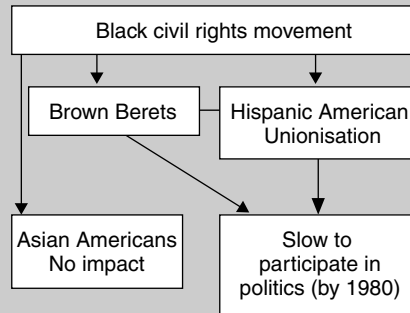 Black civil rights movement
Brown Berets
Hispanic American
Unionisation
Asian Americans
No impact
Slow to
participate in
politics (by 1980)